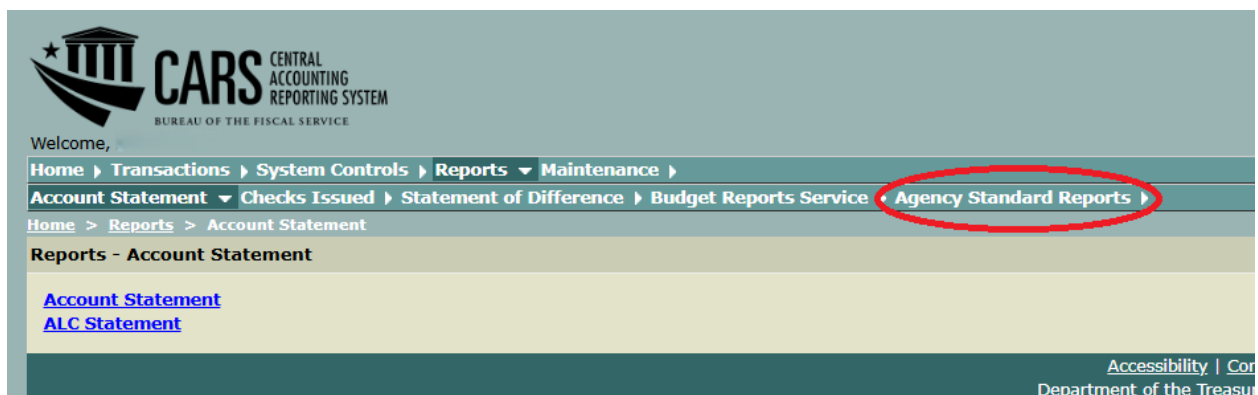 CARS CENTRAL ACCOUNTING REPORTING SYSTEM
BUREAU OF THE FISCAL SERVICE
Welcome,
Home Transactions System Controls Reports Maintenance
Account Statement Checks Issued Statement of Difference Budget Reports Service Agency Standard Reports
Home > Reports > Account Statement
Reports - Account Statement
Account Statement
ALC Statement
Accessibility |
Department of the